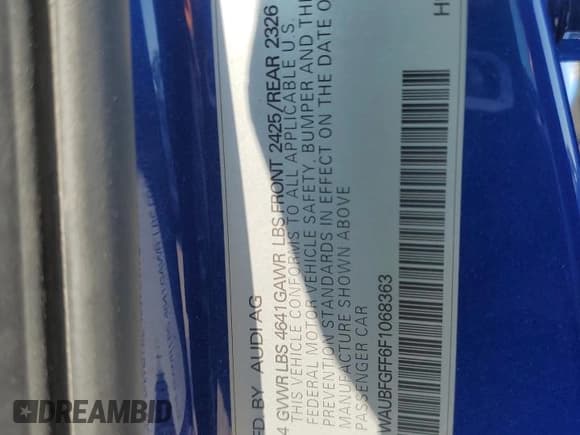 FD. BY AUDI AG
4 GVWR LBS 4641 GAWR LBS FRONT 2425/REAR 2326
THIS VEHICLE CONFORMS TO ALL APPLICABLE U.S.
FEDERAL MOTOR VEHICLE SAFETY, BUMPER AND THE
PREVENTION STANDARDS IN EFFECT ON THE DATE O
MANUFACTURE SHOWN ABOVE
PASSENGER CAR
WAUBFGFF6F1068363
H
DREAMBID